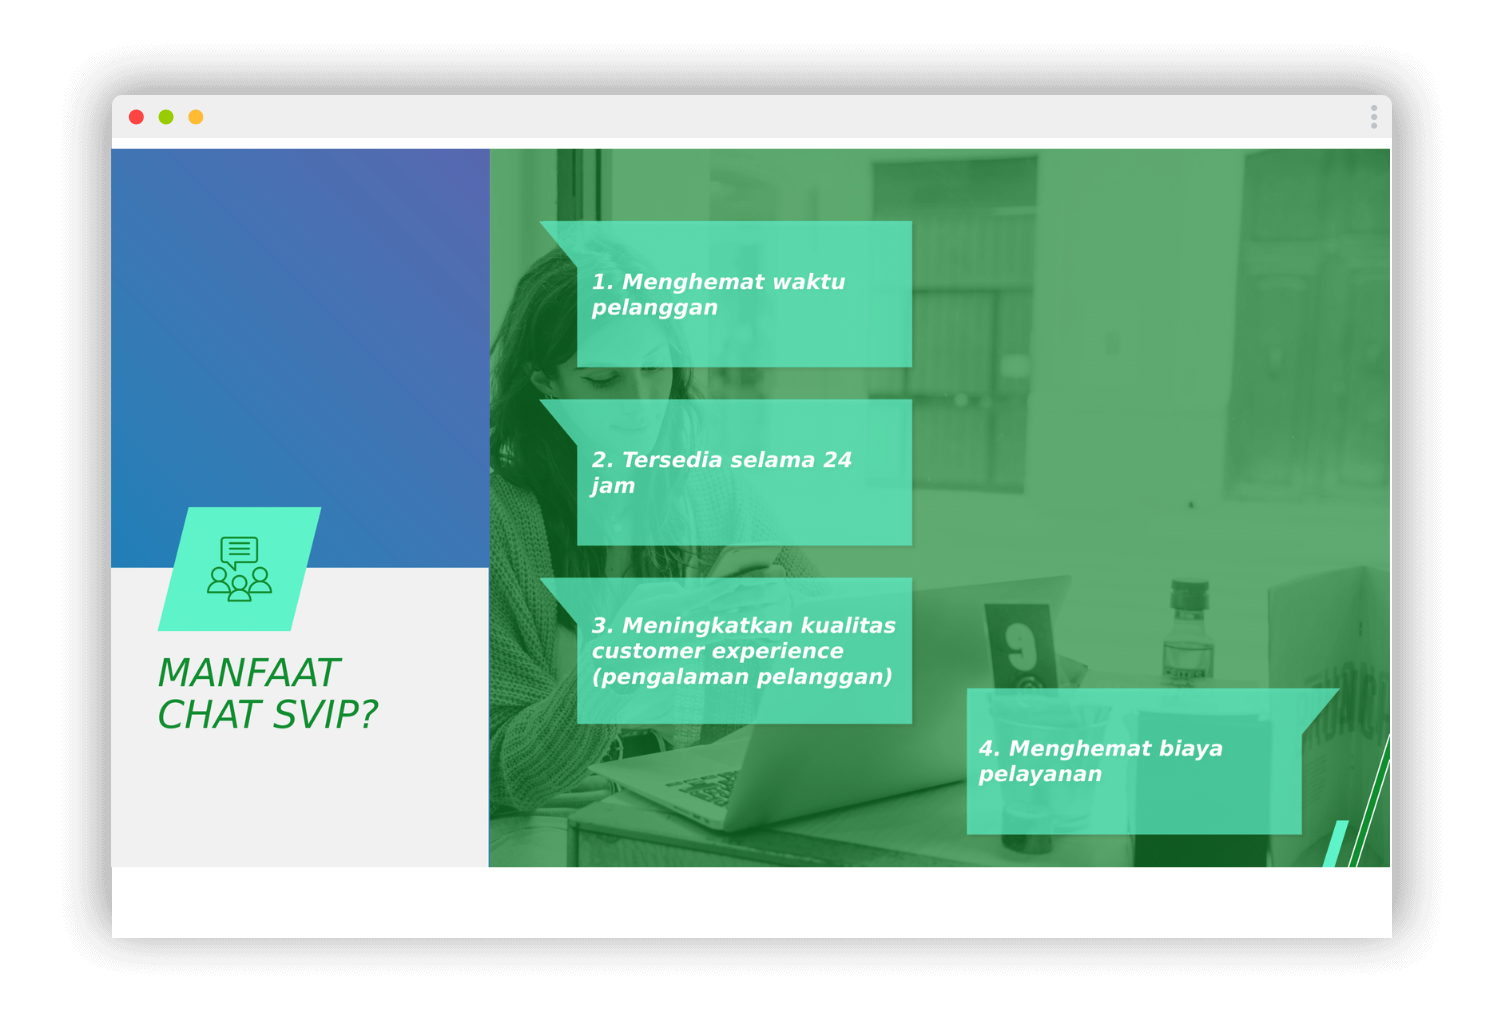 MANFAAT
CHAT SVIP?
1. Menghemat waktu
pelanggan
2. Tersedia selama 24
jam
3. Meningkatkan kualitas
customer experience
(pengalaman pelanggan)
9
4. Menghemat biaya
pelayanan